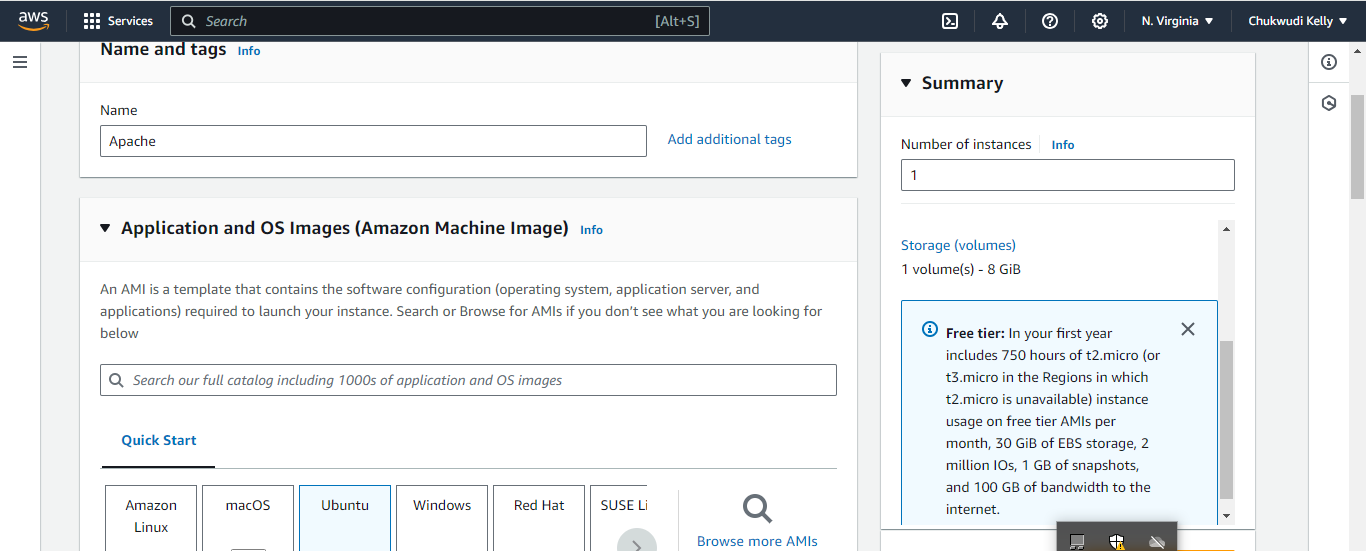 aws
Services
Search
[Alt+S]
N. Virginia
Chukwudi Kelly
Name and tags
Info
Name
Apache
Add additional tags
Application and OS Images (Amazon Machine Image)
Info
An AMI is a template that contains the software configuration (operating system, application server, and
applications) required to launch your instance. Search or Browse for AMIs if you don't see what you are looking for
below
Search our full catalog including 1000s of application and OS images
Quick Start
Amazon
Linux
macOS
Ubuntu
Windows
Red Hat
SUSE Li
Browse more AMIs
Summary
Number of instances
Info
1
Storage (volumes)
1 volume(s) - 8 GiB
Free tier: In your first year
includes 750 hours of t2.micro (or
t3.micro in the Regions in which
t2.micro is unavailable) instance
usage on free tier AMIs per
month, 30 GiB of EBS storage, 2
million IOs, 1 GB of snapshots,
and 100 GB of bandwidth to the
internet.